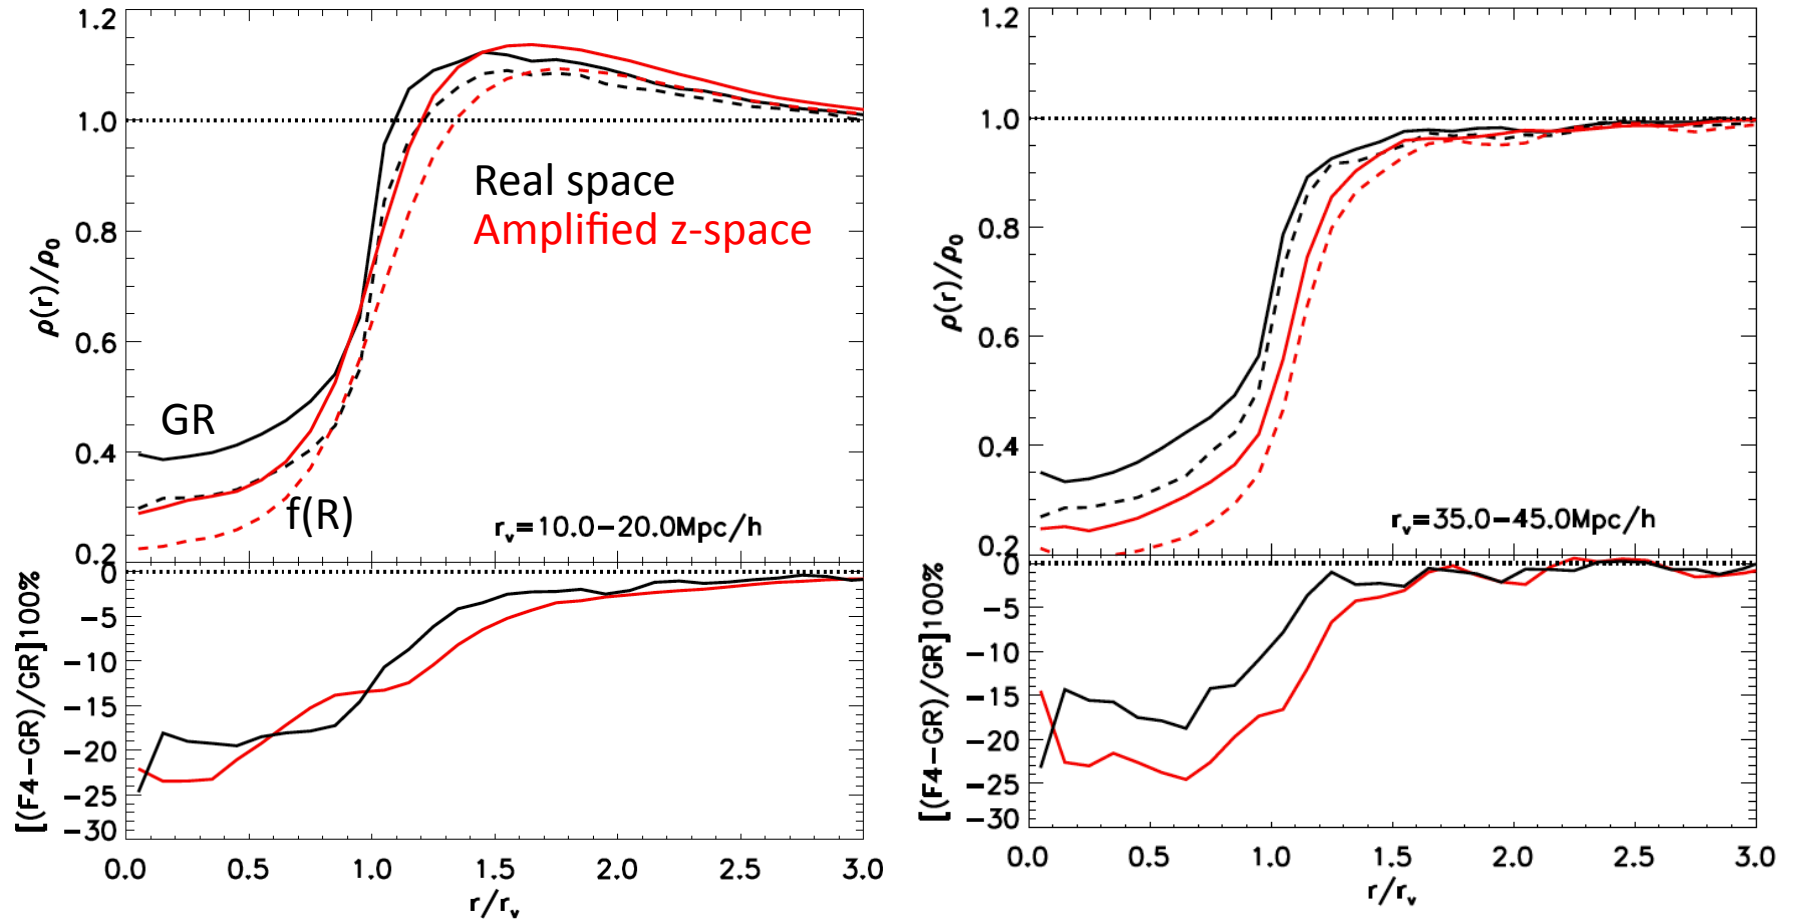 1.2
1.0
0.8
0.6
0.4
0.2
ρ(r)/ρ₀
Real space
Amplified z-space
GR
f(R)
rᵥ=10.0−20.0Mpc/h
0
−5
−10
−15
−20
−25
−30
[(F4−GR)/GR]100%
0.0 0.5 1.0 1.5 2.0 2.5 3.0
r/rᵥ
1.2
1.0
0.8
0.6
0.4
0.2
ρ(r)/ρ₀
rᵥ=35.0−45.0Mpc/h
0
−5
−10
−15
−20
−25
−30
[(F4−GR)/GR]100%
0.0 0.5 1.0 1.5 2.0 2.5 3.0
r/rᵥ